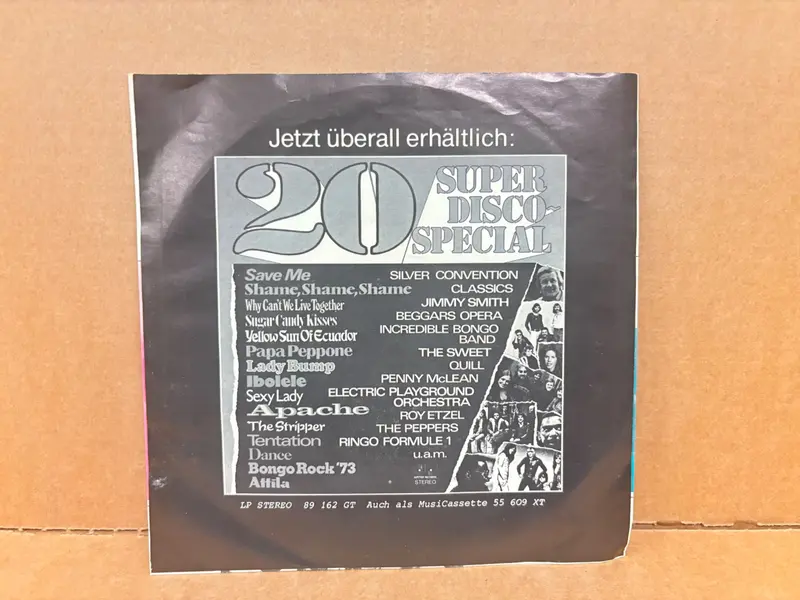 Jetzt überall erhältlich:
20
SUPER
DISCO-
SPECIAL
Save Me
Shame, Shame, Shame
Why Can't We Live Together
Sugar Candy Kisses
Yellow Sun Of Ecuador
Papa Peppone
Lady Bump
Ibolele
Sexy Lady
Apache
The Stripper
Tentation
Dance
Bongo Rock '73
Attila
SILVER CONVENTION
CLASSICS
JIMMY SMITH
BEGGARS OPERA
INCREDIBLE BONGO
BAND
THE SWEET
QUILL
PENNY McLEAN
ELECTRIC PLAYGROUND
ORCHESTRA
ROY ETZEL
THE PEPPERS
RINGO FORMULE 1
u.a.m.
STEREO
LP STEREO 89 162 GT Auch als MusiCassette 55 609 XT